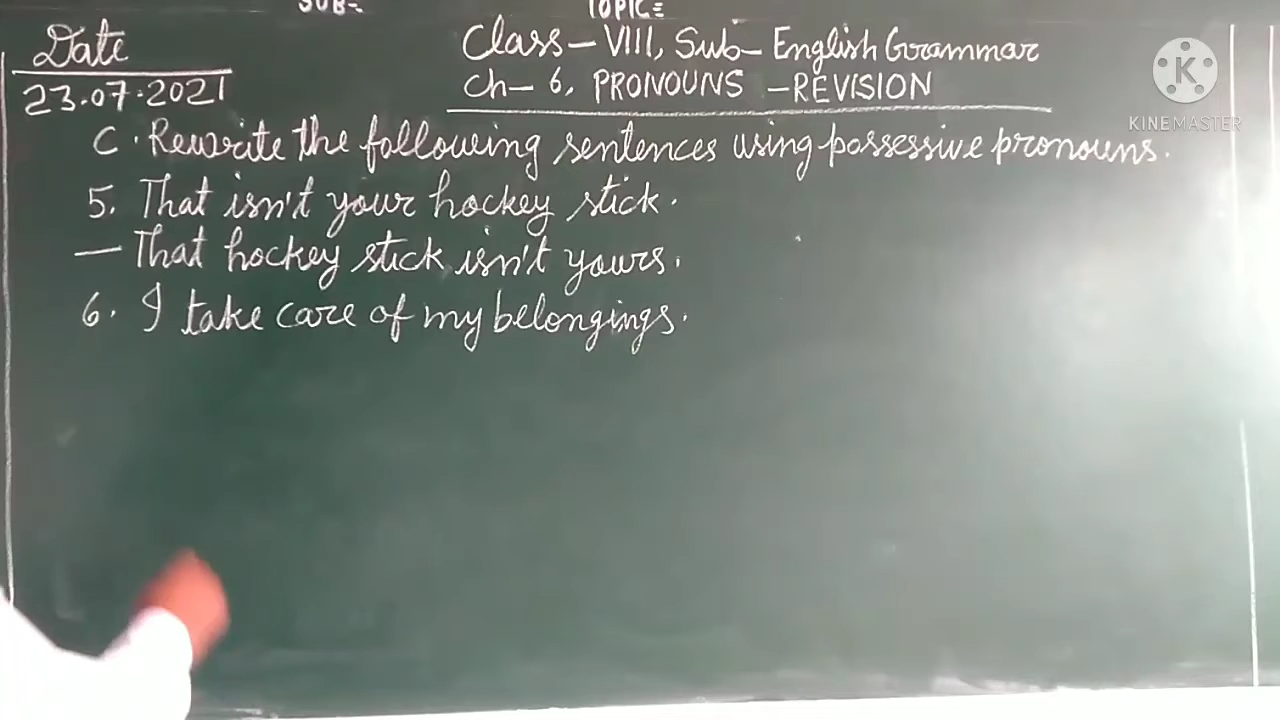 SUB=
TOPIC=
Date
23.07.2021
Class-VIII, Sub- English Grammar
Ch- 6. PRONOUNS -REVISION
KINEMASTER
C. Rewrite the following sentences using possessive pronouns.
5. That isn't your hockey stick.
- That hockey stick isn't yours.
6. I take care of my belongings.